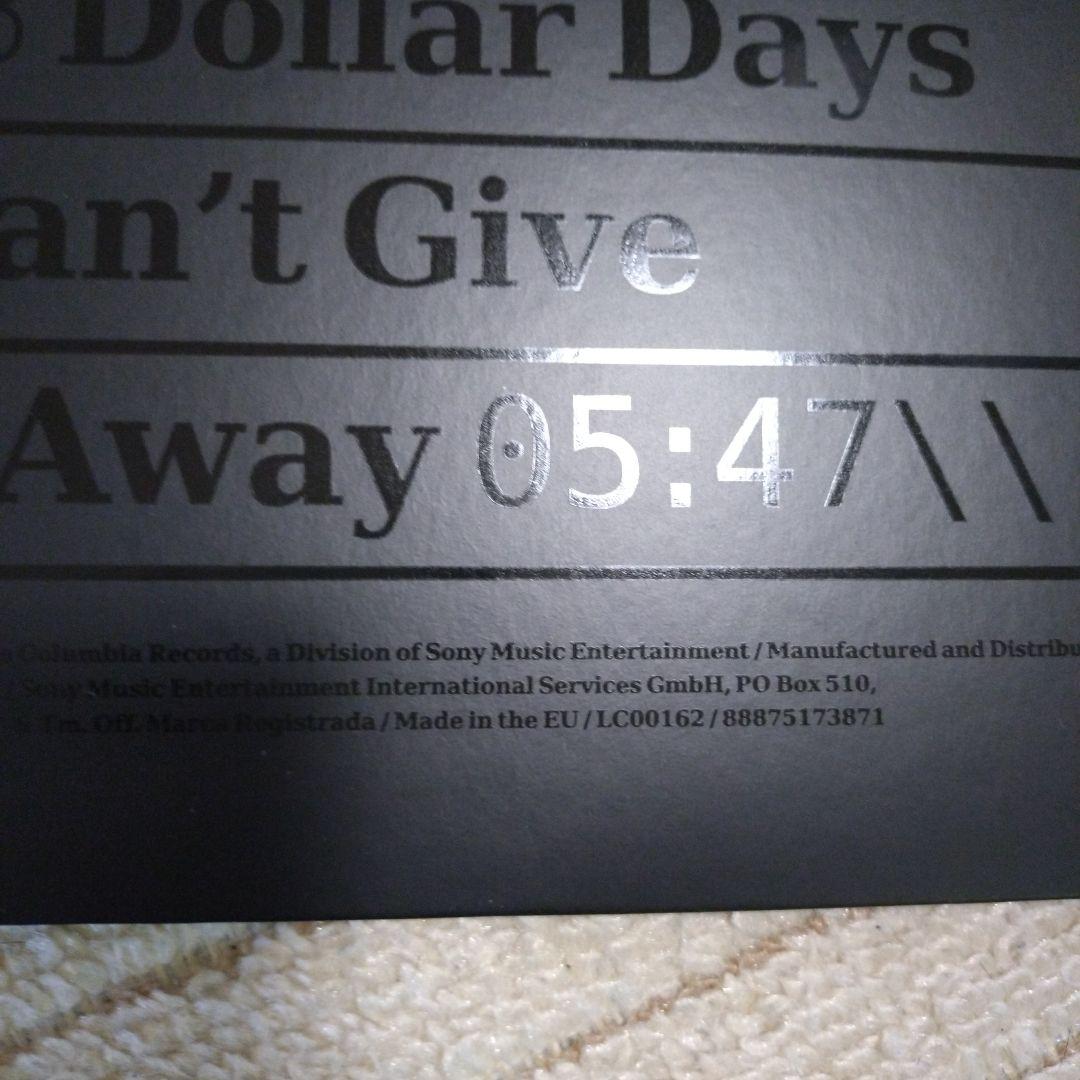 Dollar Days
an't Give
Away 05:47\\
Columbia Records, a Division of Sony Music Entertainment / Manufactured and Distribu
Sony Music Entertainment International Services GmbH, PO Box 510,
Tm. Off. Marca Registrada / Made in the EU / LC00162 / 88875173871